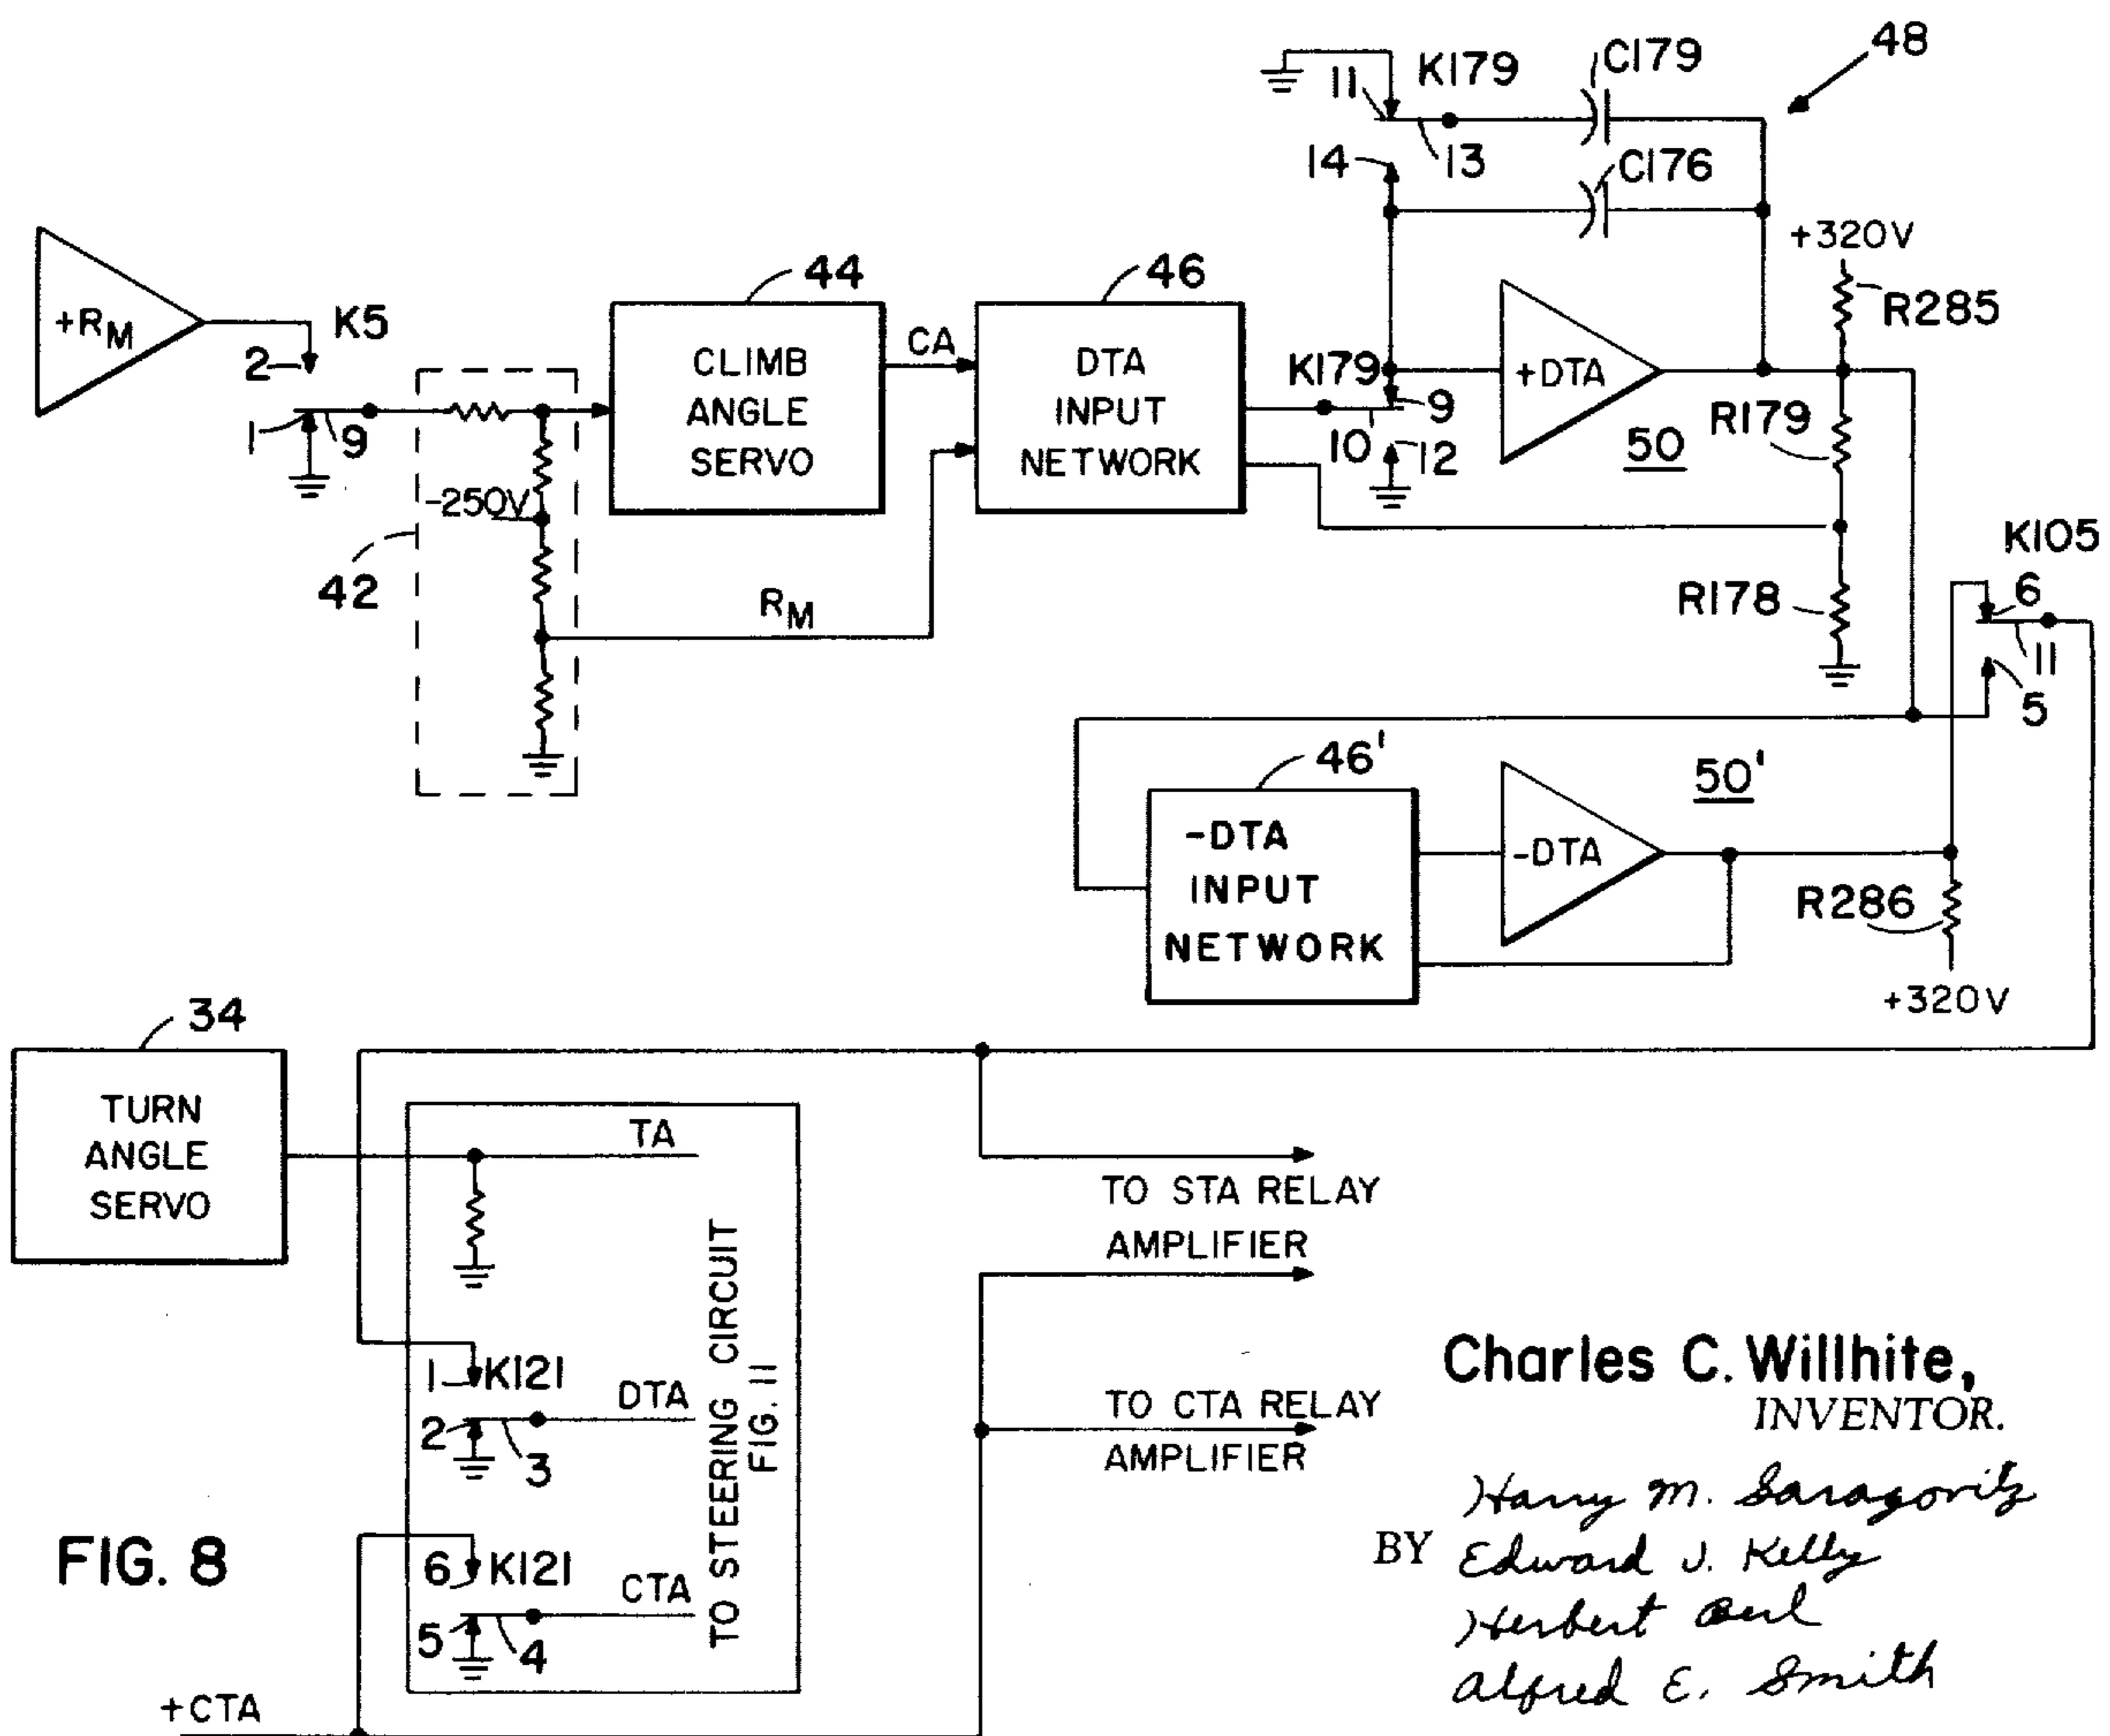 48
K179
C179
11
14
13
C176
+320V
R285
+RM
2
K5
1
9
44
CLIMB
ANGLE
SERVO
CA
46
DTA
INPUT
NETWORK
K179
9
10
12
+DTA
50
R179
-250V
42
RM
R178
K105
6
11
5
46'
-DTA
INPUT
NETWORK
-DTA
50'
R286
+320V
34
TURN
ANGLE
SERVO
TA
TO STA RELAY
AMPLIFIER
1
K121
DTA
2
3
TO STEERING CIRCUIT
FIG. 11
TO CTA RELAY
AMPLIFIER
6
K121
CTA
5
4
+CTA
FIG. 8
Charles C. Willhite,
INVENTOR.
BY
Harry M. Saragovitz
Edward J. Kelly
Herbert Berl
Alfred E. Smith